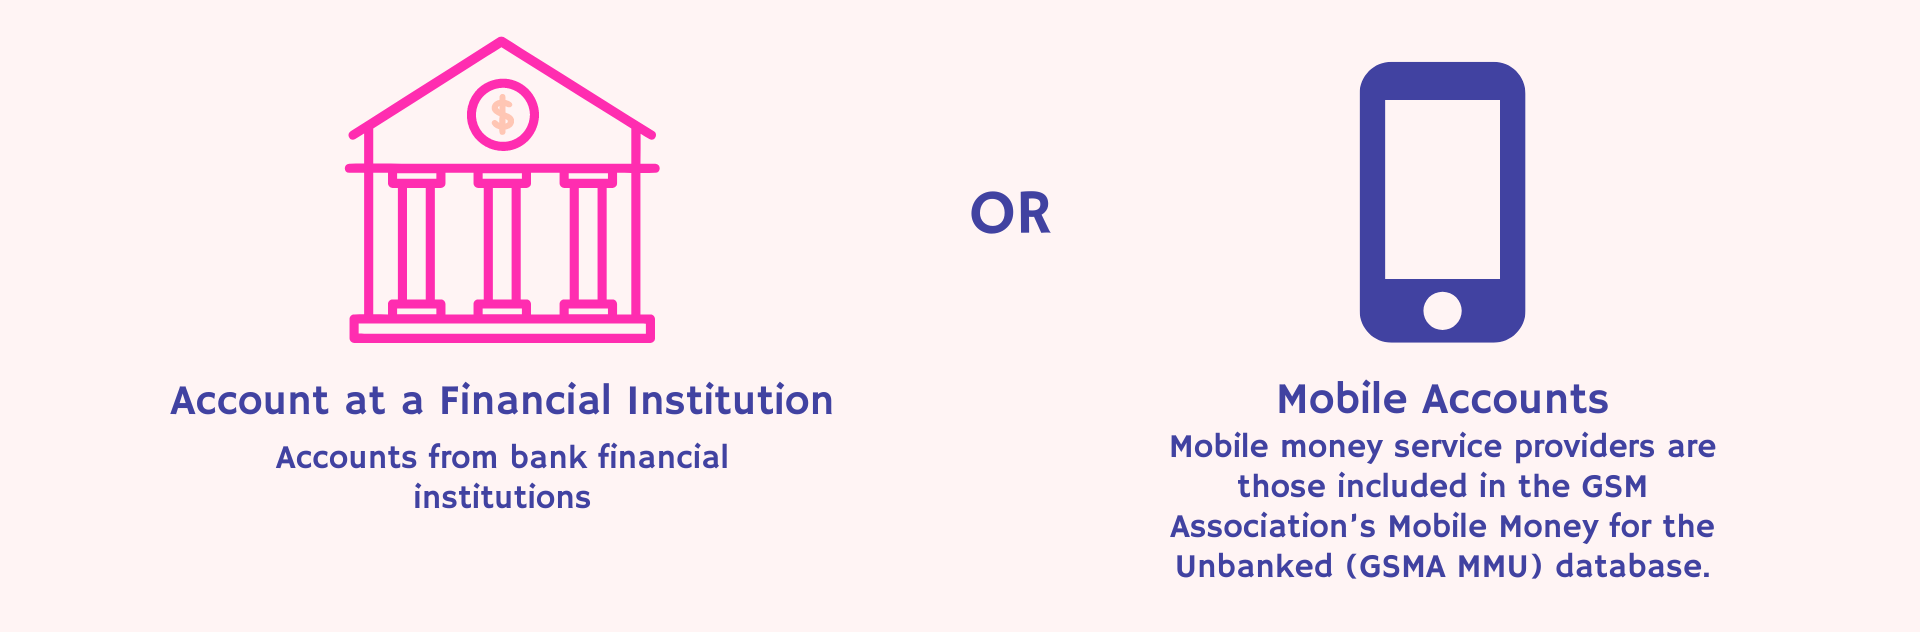 $
OR
Account at a Financial Institution
Accounts from bank financial
institutions
Mobile Accounts
Mobile money service providers are
those included in the GSM
Association's Mobile Money for the
Unbanked (GSMA MMU) database.